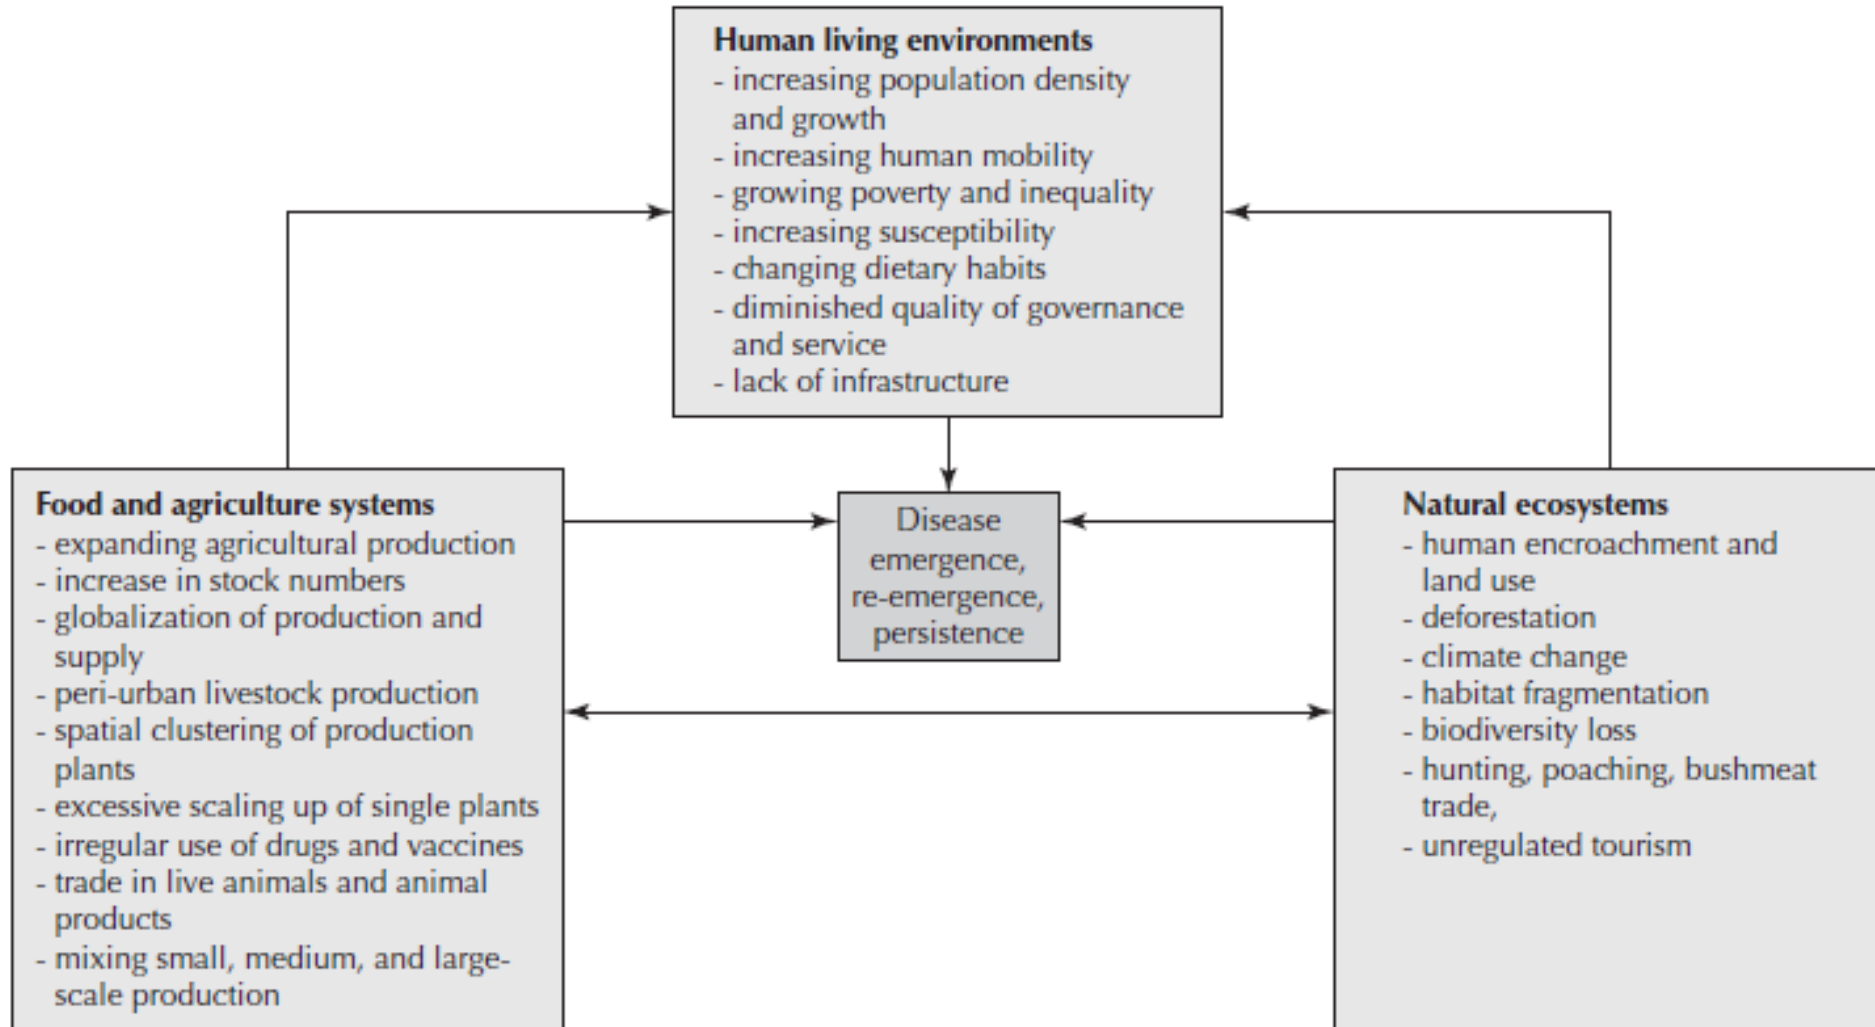 Human living environments
- increasing population density
and growth
- increasing human mobility
- growing poverty and inequality
- increasing susceptibility
- changing dietary habits
- diminished quality of governance
and service
- lack of infrastructure
Food and agriculture systems
- expanding agricultural production
- increase in stock numbers
- globalization of production and
supply
- peri-urban livestock production
- spatial clustering of production
plants
- excessive scaling up of single plants
- irregular use of drugs and vaccines
- trade in live animals and animal
products
- mixing small, medium, and large-
scale production
Disease
emergence,
re-emergence,
persistence
Natural ecosystems
- human encroachment and
land use
- deforestation
- climate change
- habitat fragmentation
- biodiversity loss
- hunting, poaching, bushmeat
trade,
- unregulated tourism